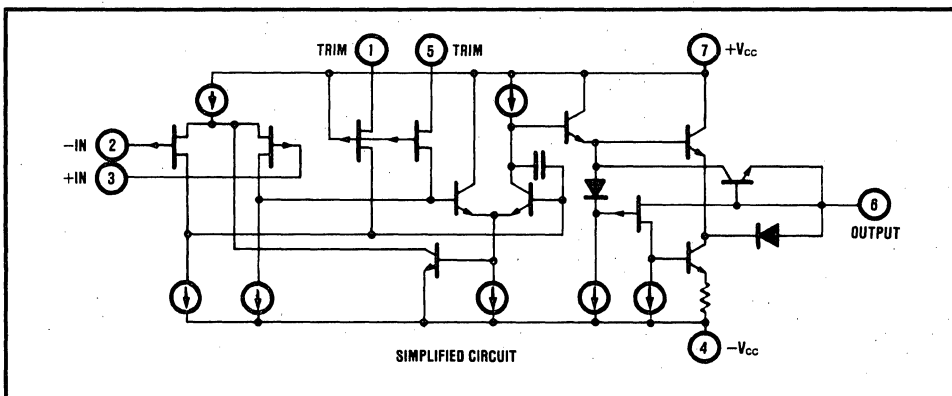 TRIM 1 5 TRIM 7 +Vcc
-IN 2
+IN 3
6
OUTPUT
4 -Vcc
SIMPLIFIED CIRCUIT